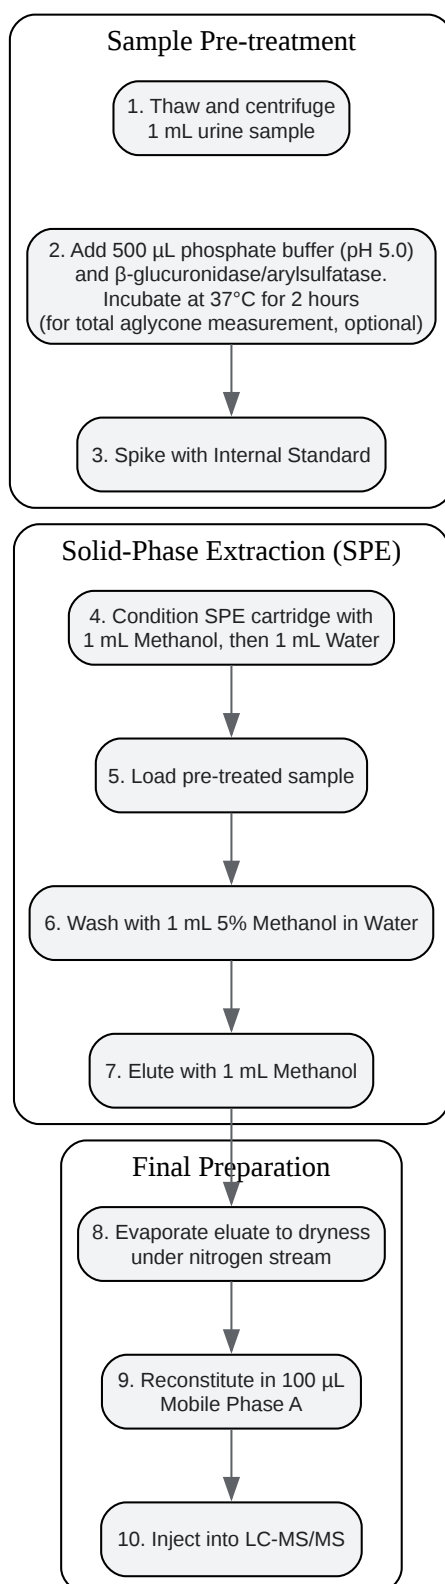 Sample Pre-treatment
1. Thaw and centrifuge
1 mL urine sample
2. Add 500 µL phosphate buffer (pH 5.0)
and β-glucuronidase/arylsulfatase.
Incubate at 37°C for 2 hours
(for total aglycone measurement, optional)
3. Spike with Internal Standard
Solid-Phase Extraction (SPE)
4. Condition SPE cartridge with
1 mL Methanol, then 1 mL Water
5. Load pre-treated sample
6. Wash with 1 mL 5% Methanol in Water
7. Elute with 1 mL Methanol
Final Preparation
8. Evaporate eluate to dryness
under nitrogen stream
9. Reconstitute in 100 µL
Mobile Phase A
10. Inject into LC-MS/MS